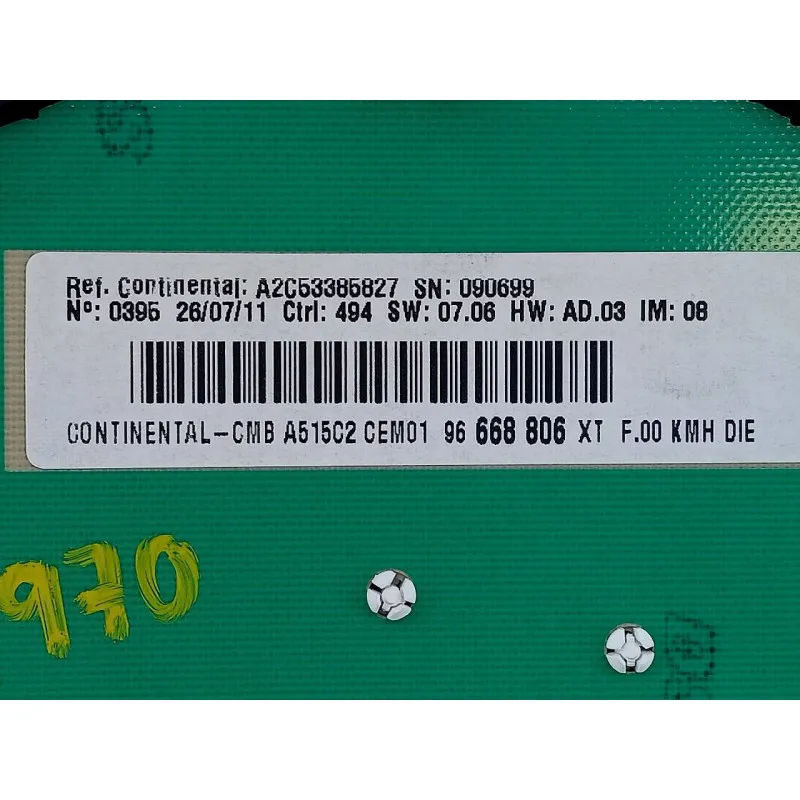 Ref. Continental: A2C53385827 SN: 090699
Nº: 0395 26/07/11 Ctrl: 494 SW: 07.06 HW: AD.03 IM: 08
CONTINENTAL-CMB A515C2 CEM01 96 668 806 XT F.00 KMH DIE
970